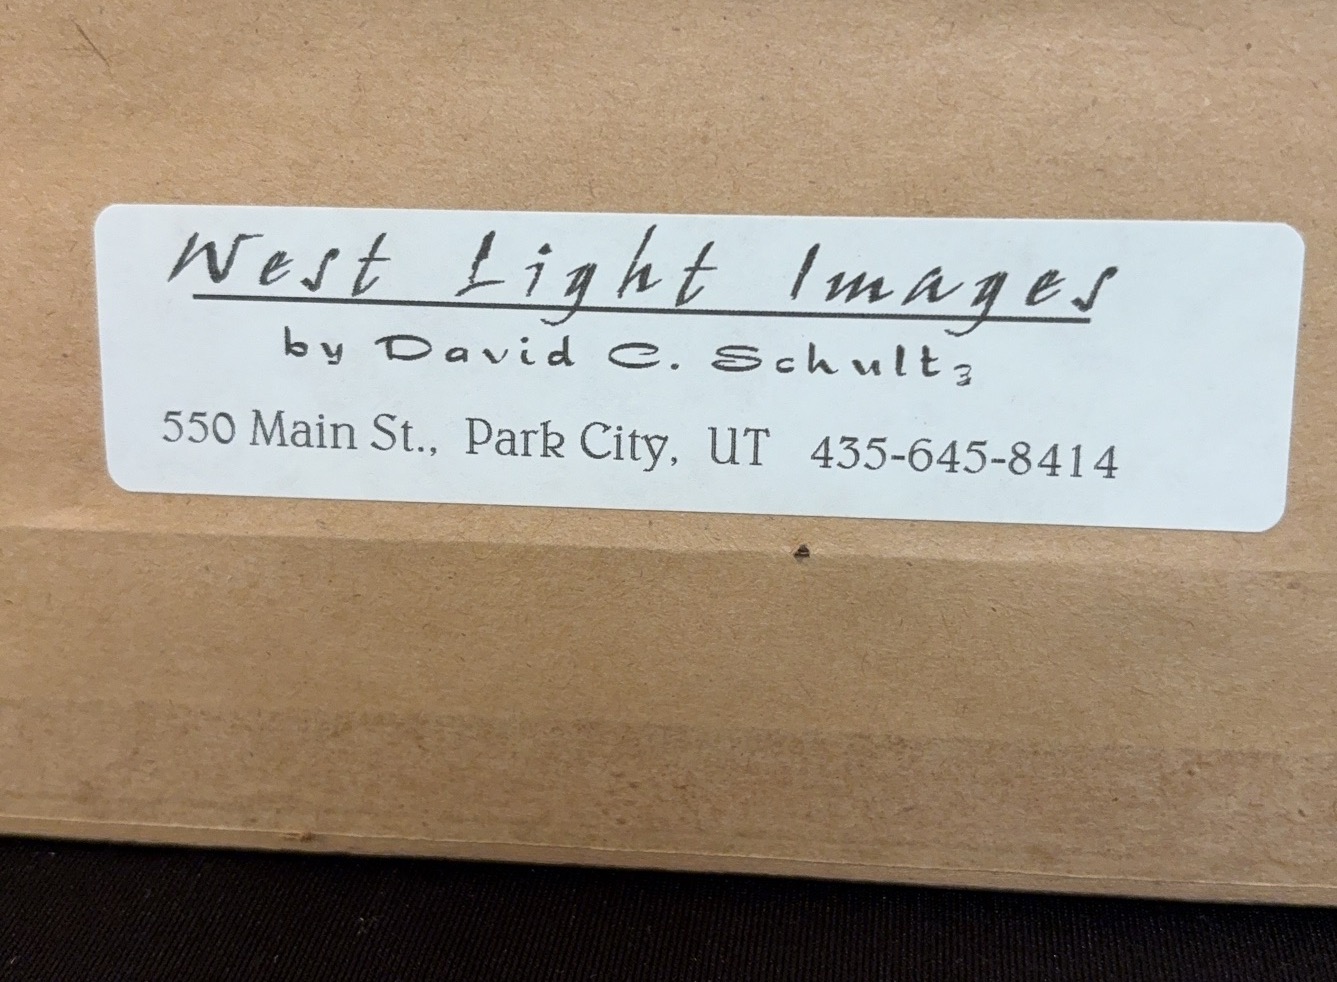 West Light Images
by David C. Schultz
550 Main St., Park City, UT 435-645-8414